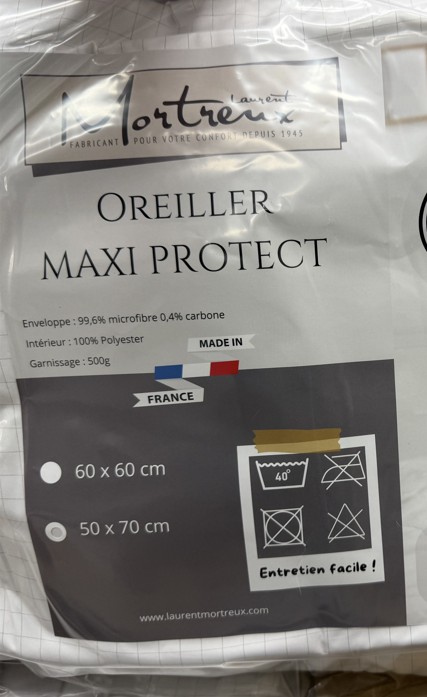 Laurent
Mortreux
FABRICANT POUR VOTRE CONFORT DEPUIS 1945
OREILLER
MAXI PROTECT
Enveloppe : 99,6% microfibre 0,4% carbone
Intérieur : 100% Polyester
Garnissage : 500g
MADE IN
FRANCE
60 x 60 cm
50 x 70 cm
40°
Entretien facile !
www.laurentmortreux.com